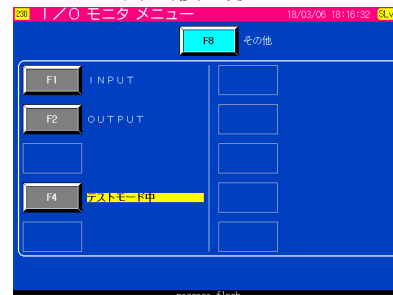 230 I/O モニタ メニュー 18/03/06 18:16:32 SLv
F8 その他
F1 INPUT
F2 OUTPUT
F4 テストモード中